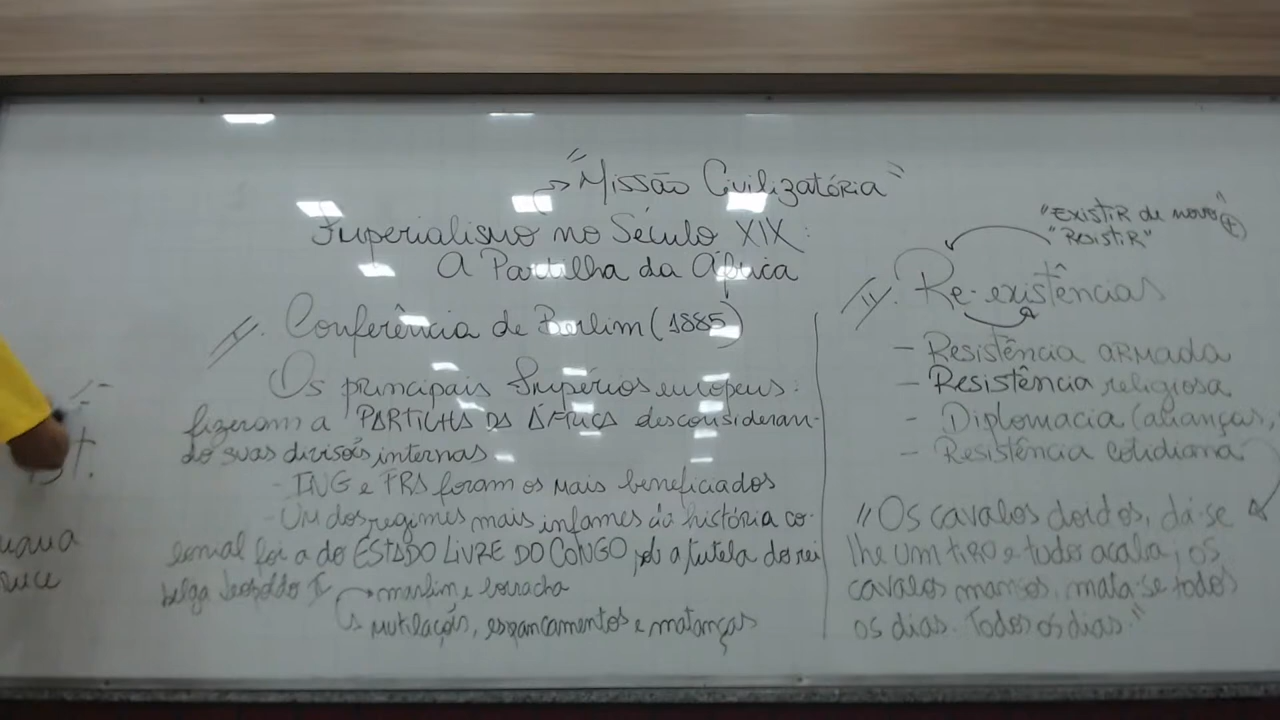 "Missão Civilizatória"
Imperialismo no Século XIX:
A Partilha da África
I. Conferência de Berlim (1885)
Os principais Impérios europeus
fizeram a PARTILHA DA ÁFRICA desconsideran-
do suas divisões internas
- ING e FRA foram os mais beneficiados
- Um dos regimes mais infames da história co-
lonial foi a do ESTADO LIVRE DO CONGO sob a tutela do rei
belga Leopoldo II → marfim e borracha
↳ mutilações, espancamentos e matanças
"EXISTIR de novo"
"RESISTIR"
II. Re-existências
- Resistência ARMADA
- Resistência religiosa
- Diplomacia (alianças,
- Resistência cotidiana
"Os cavalos doidos, dá-se
lhe um tiro e tudo acaba, os
cavalos mansos, mata-se todos
os dias. Todos os dias."